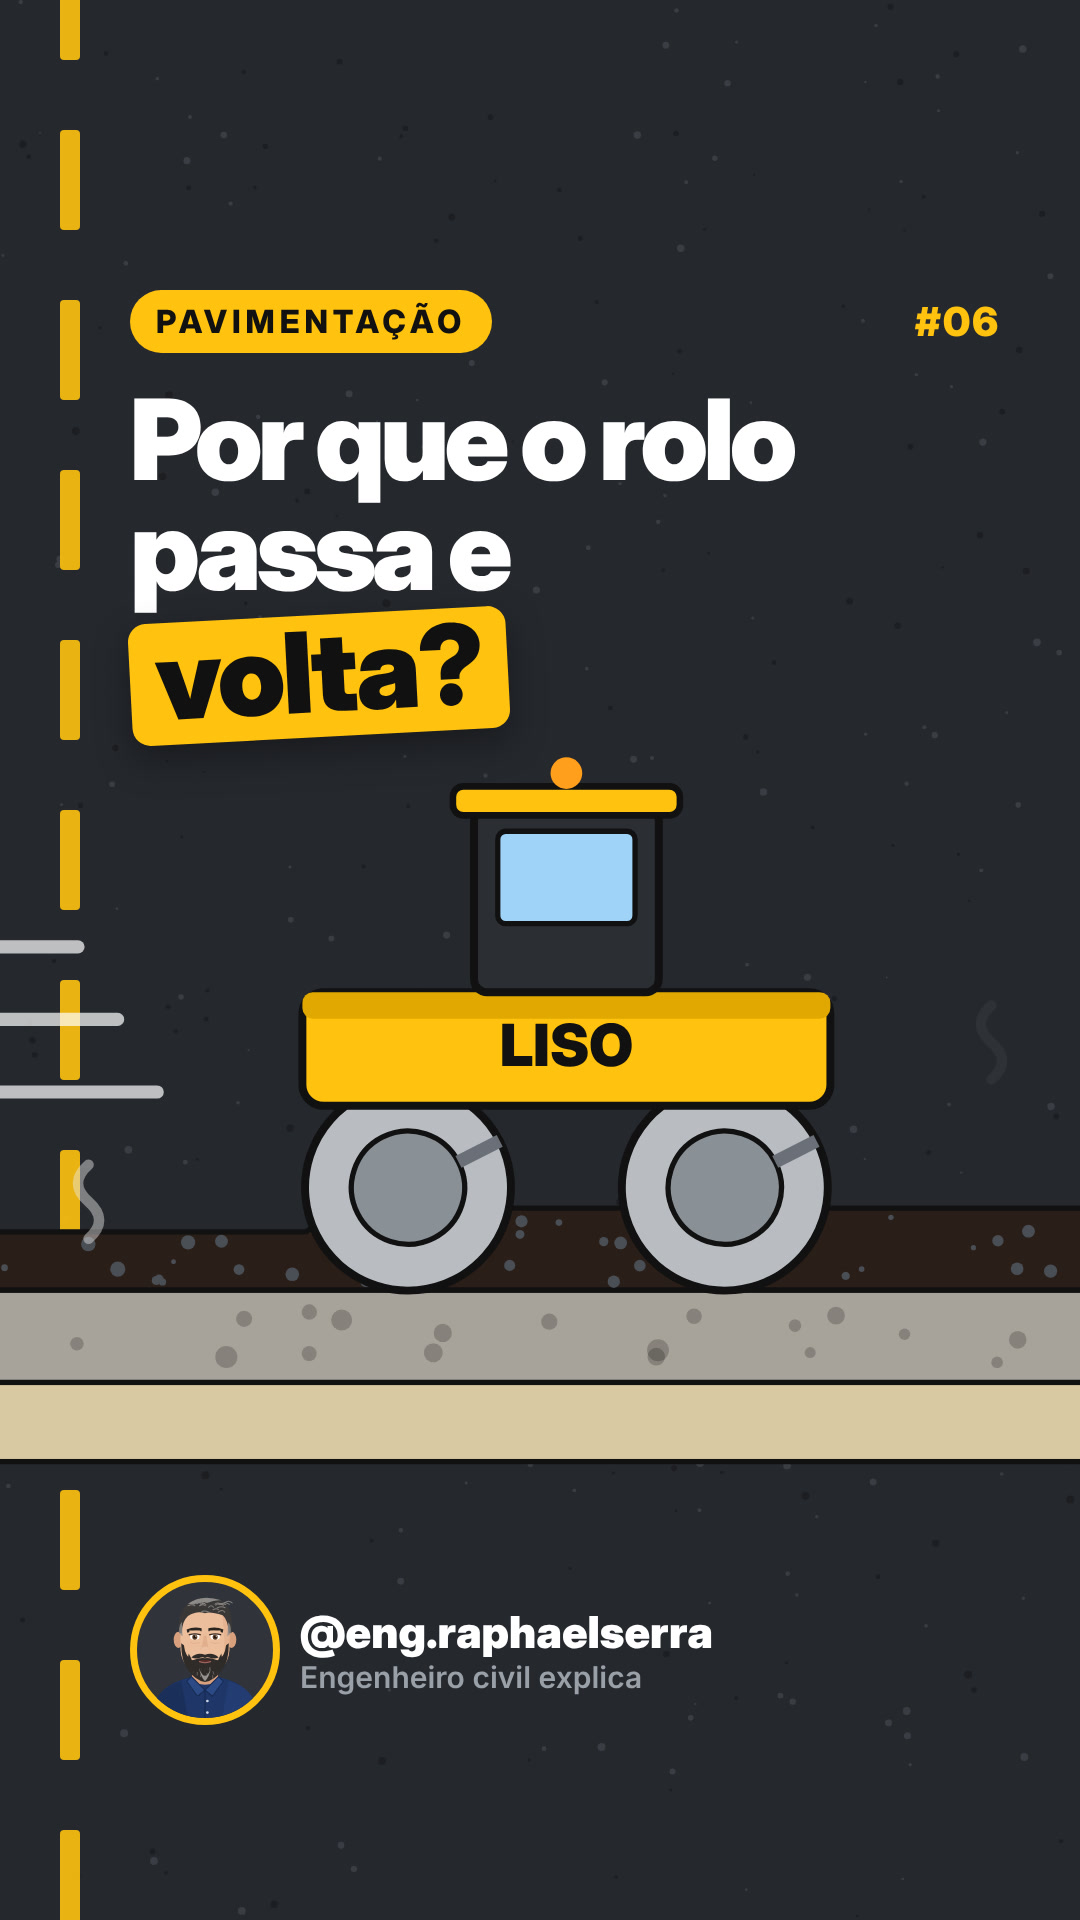 PAVIMENTAÇÃO
#06
Por que o rolo
passa e
volta?
LISO
@eng.raphaelserra
Engenheiro civil explica